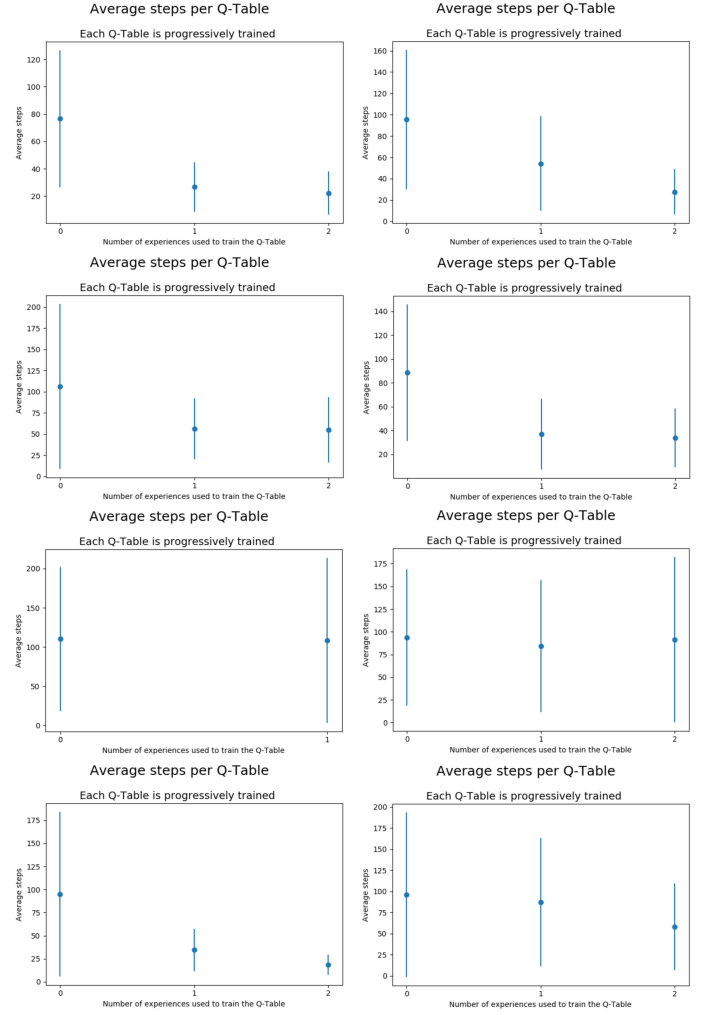 Average steps per Q-Table
Each Q-Table is progressively trained
120
100
80
60
40
20
Average steps
0
1
2
Number of experiences used to train the Q-Table
Average steps per Q-Table
Each Q-Table is progressively trained
160
140
120
100
80
60
40
20
0
Average steps
0
1
2
Number of experiences used to train the Q-Table
Average steps per Q-Table
Each Q-Table is progressively trained
200
175
150
125
100
75
50
25
0
Average steps
0
1
2
Number of experiences used to train the Q-Table
Average steps per Q-Table
Each Q-Table is progressively trained
140
120
100
80
60
40
20
Average steps
0
1
2
Number of experiences used to train the Q-Table
Average steps per Q-Table
Each Q-Table is progressively trained
200
150
100
50
0
Average steps
0
1
Number of experiences used to train the Q-Table
Average steps per Q-Table
Each Q-Table is progressively trained
175
150
125
100
75
50
25
0
Average steps
0
1
2
Number of experiences used to train the Q-Table
Average steps per Q-Table
Each Q-Table is progressively trained
175
150
125
100
75
50
25
0
Average steps
0
1
2
Number of experiences used to train the Q-Table
Average steps per Q-Table
Each Q-Table is progressively trained
200
175
150
125
100
75
50
25
0
Average steps
0
1
2
Number of experiences used to train the Q-Table